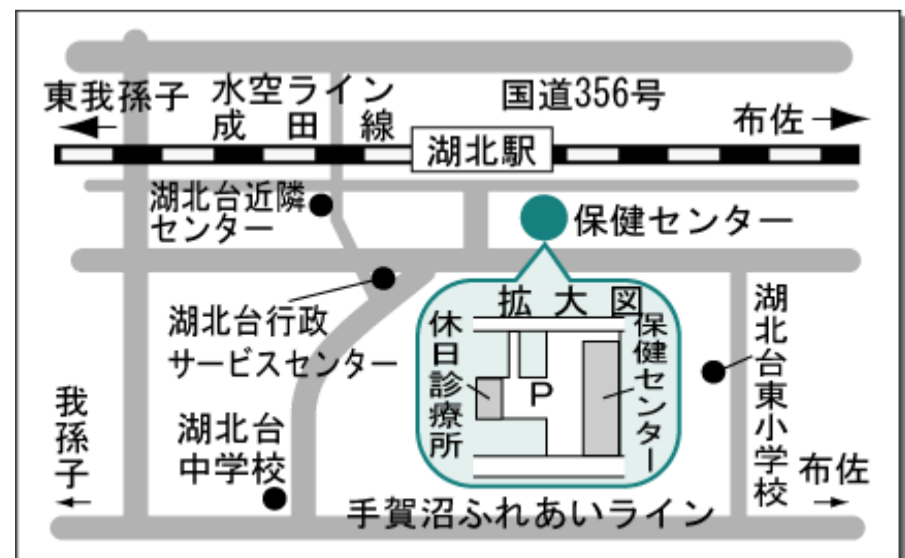 東我孫子
水空ライン
国道356号
成田線
布佐
湖北駅
湖北台近隣
センター
保健センター
湖北台行政
サービスセンター
拡大図
休日診療所
P
保健センター
湖北台東小学校
我孫子
湖北台
中学校
布佐
手賀沼ふれあいライン